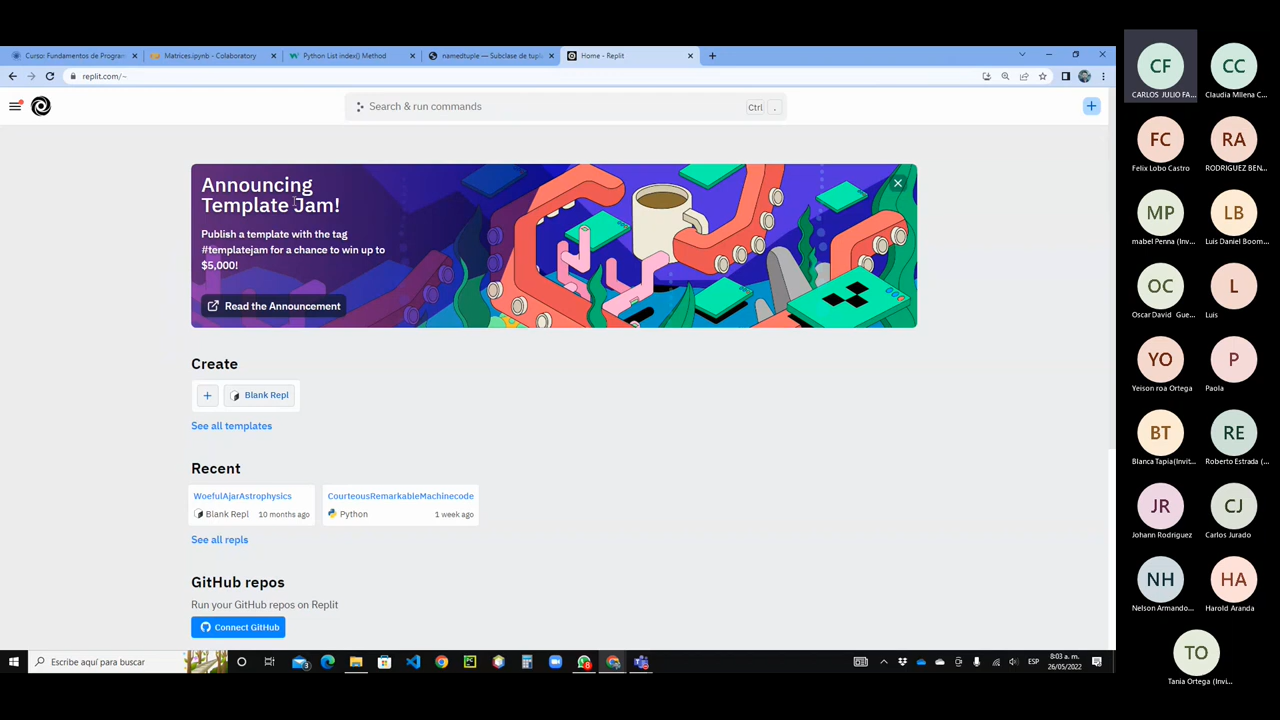 Curso: Fundamentos de Program
Matrices.ipynb - Colaboratory
Python List index() Method
namedtuple — Subclase de tupl
Home - Replit
replit.com/~
Search & run commands
Ctrl .
Announcing
Template Jam!
Publish a template with the tag
#templatejam for a chance to win up to
$5,000!
Read the Announcement
Create
+ Blank Repl
See all templates
Recent
WoefulAjarAstrophysics
Blank Repl 10 months ago
CourteousRemarkableMachinecode
Python 1 week ago
See all repls
GitHub repos
Run your GitHub repos on Replit
Connect GitHub
Escribe aquí para buscar
3
ESP
8:03 a. m.
26/05/2022
CF
CARLOS JULIO FA...
CC
Claudia MIlena C...
FC
Felix Lobo Castro
RA
RODRIGUEZ BEN...
MP
mabel Penna (Inv...
LB
Luis Daniel Boom...
OC
Oscar David Gue...
L
Luis
YO
Yeison roa Ortega
P
Paola
BT
Blanca Tapia(Invit...
RE
Roberto Estrada (...
JR
Johann Rodriguez
CJ
Carlos Jurado
NH
Nelson Armando...
HA
Harold Aranda
TO
Tania Ortega (Invi...